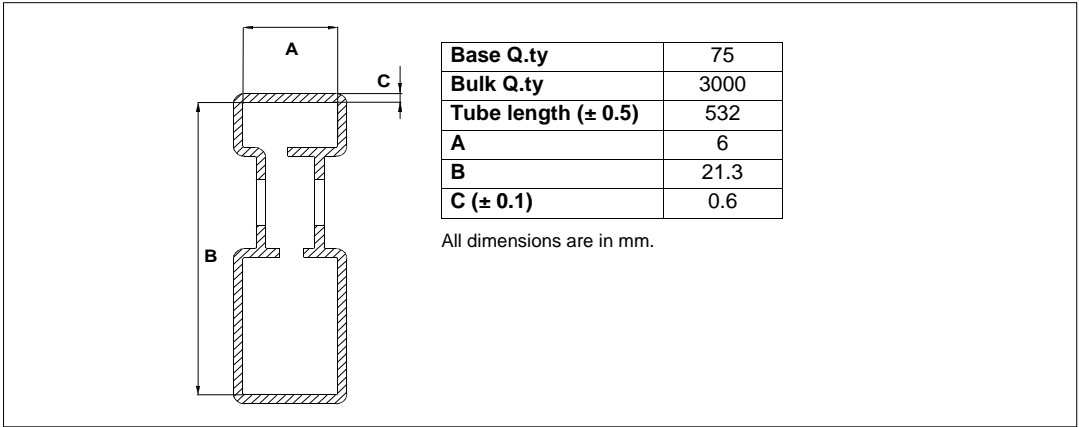 A
C
B
Base Q.ty 75
Bulk Q.ty 3000
Tube length (± 0.5) 532
A 6
B 21.3
C (± 0.1) 0.6
All dimensions are in mm.